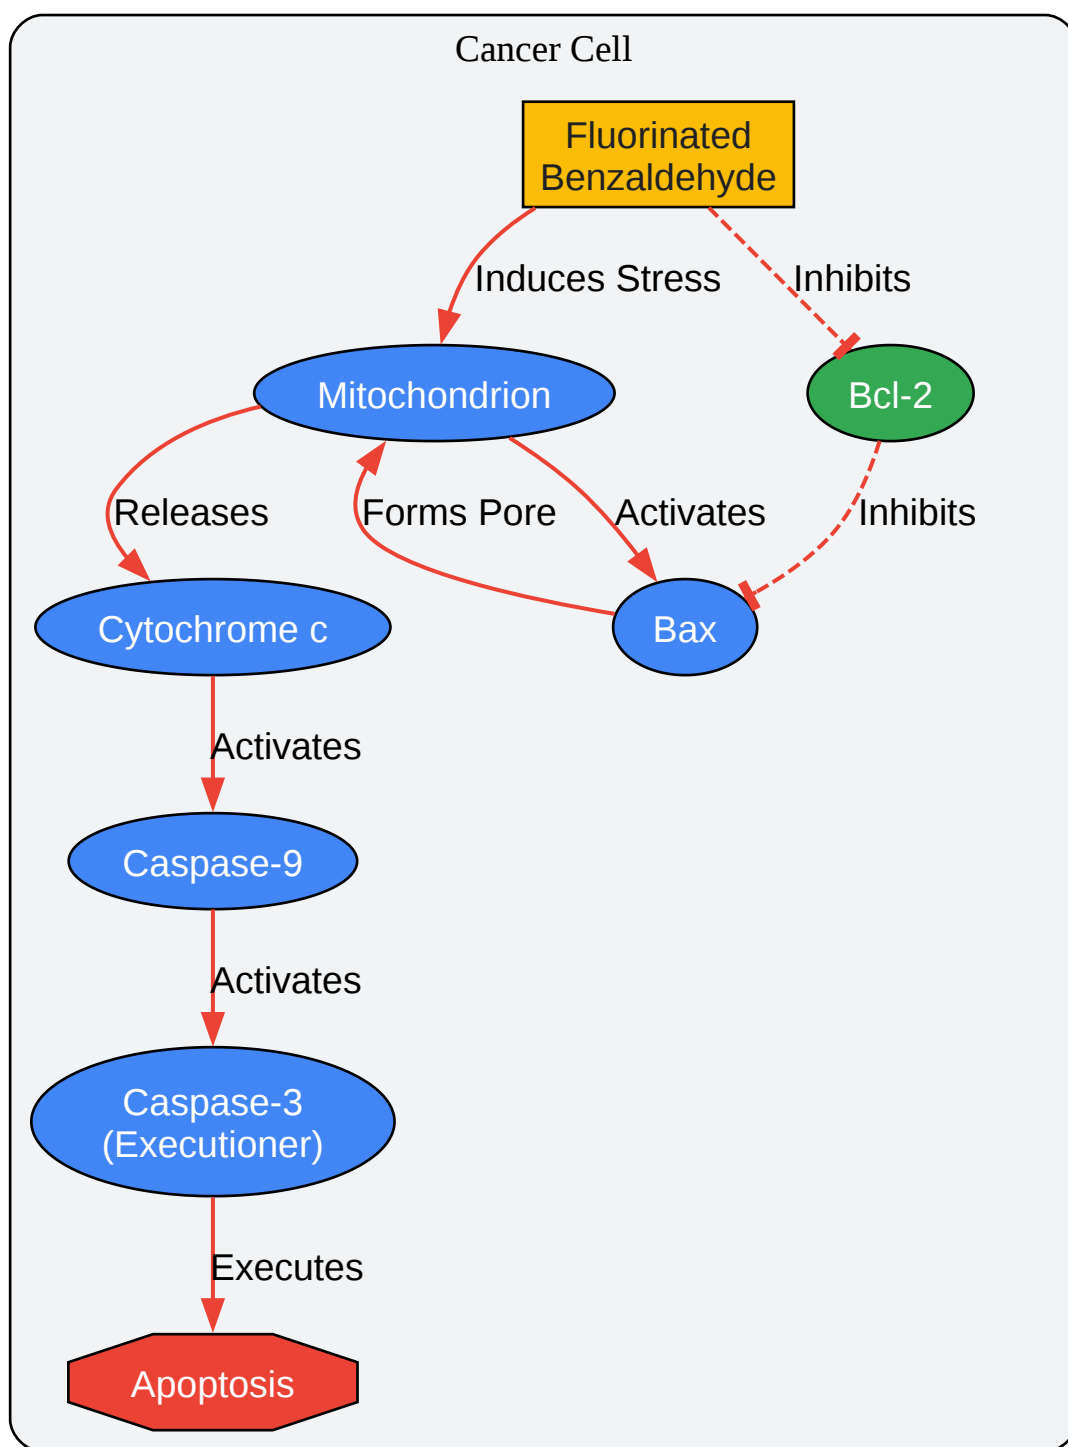 Cancer Cell
Fluorinated
Benzaldehyde
Induces Stress
Inhibits
Mitochondrion
Bcl-2
Releases
Forms Pore
Activates
Inhibits
Cytochrome c
Bax
Activates
Caspase-9
Activates
Caspase-3
(Executioner)
Executes
Apoptosis